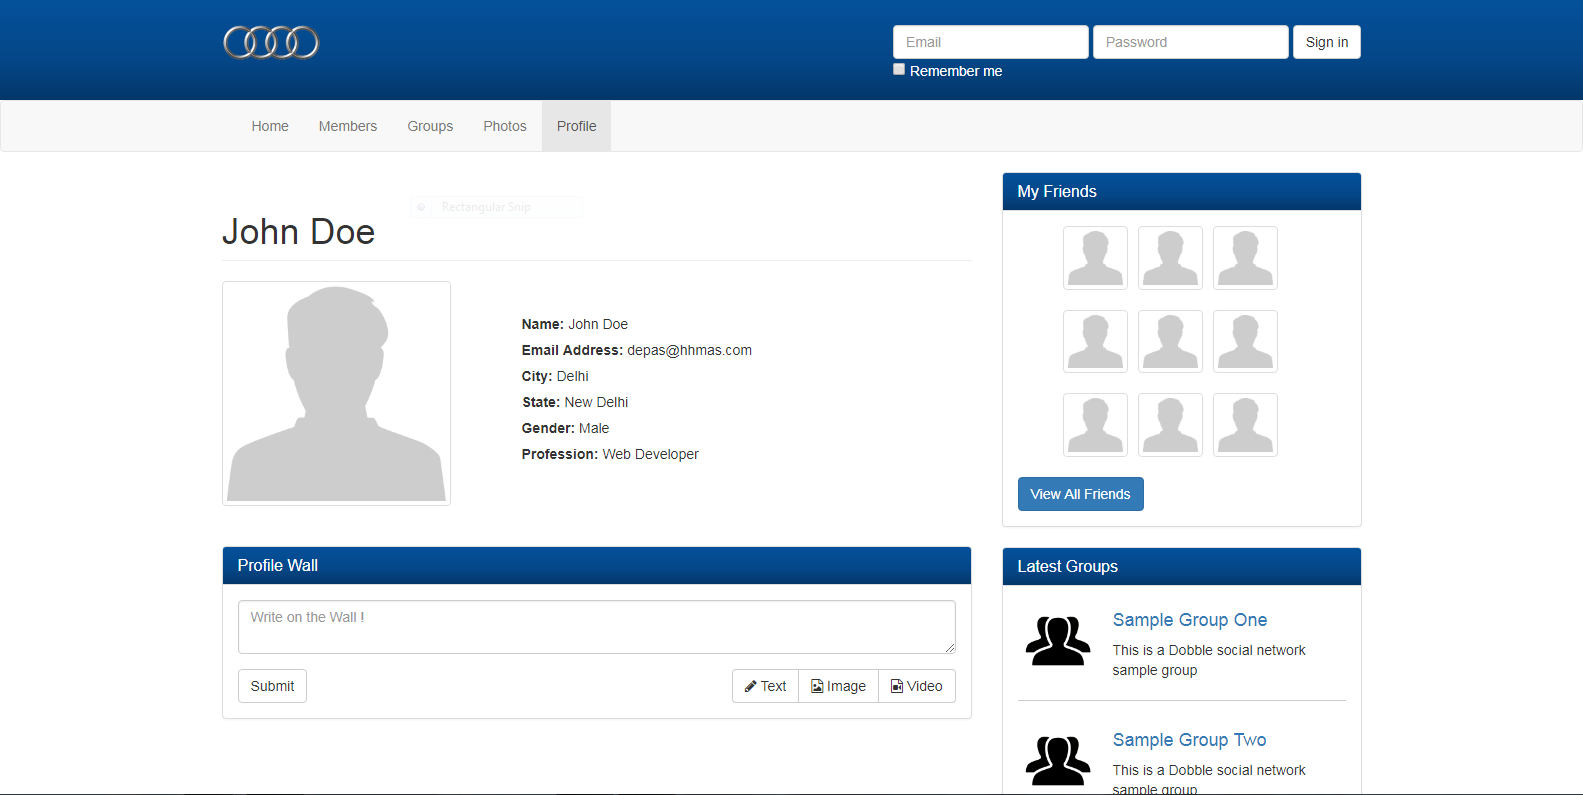 Email
Password
Sign in
Remember me
Home
Members
Groups
Photos
Profile
Rectangular Snip
John Doe
Name: John Doe
Email Address: depas@hhmas.com
City: Delhi
State: New Delhi
Gender: Male
Profession: Web Developer
Profile Wall
Write on the Wall !
Submit
Text
Image
Video
My Friends
View All Friends
Latest Groups
Sample Group One
This is a Dobble social network
sample group
Sample Group Two
This is a Dobble social network
sample group